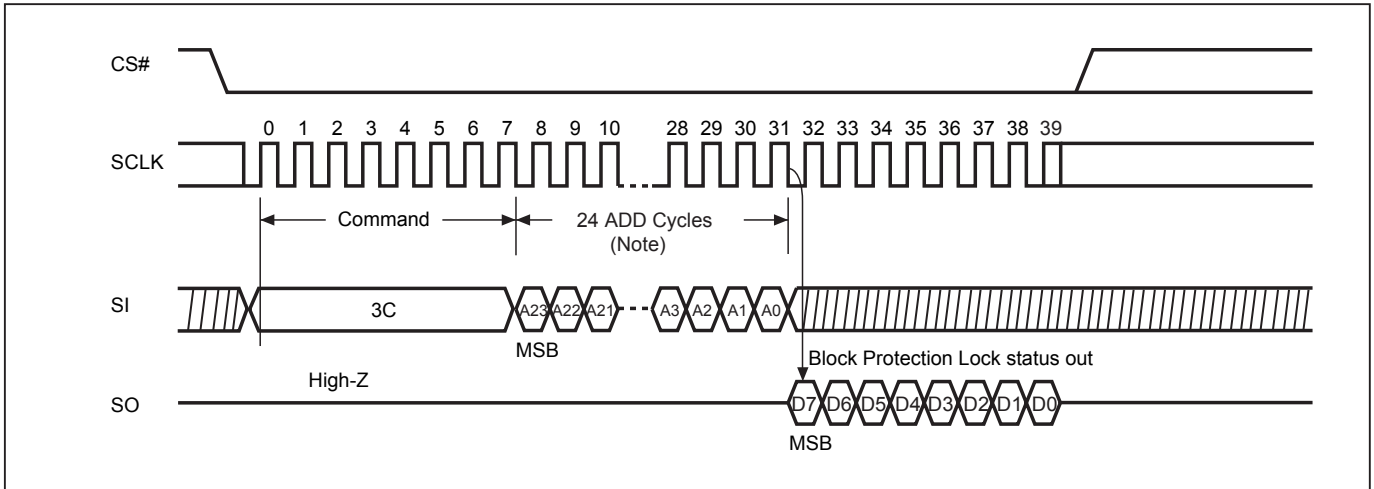 CS#
0 1 2 3 4 5 6 7 8 9 10 28 29 30 31 32 33 34 35 36 37 38 39
SCLK
Command
24 ADD Cycles
(Note)
SI
3C
A23 A22 A21 A3 A2 A1 A0
MSB
Block Protection Lock status out
High-Z
SO
D7 D6 D5 D4 D3 D2 D1 D0
MSB